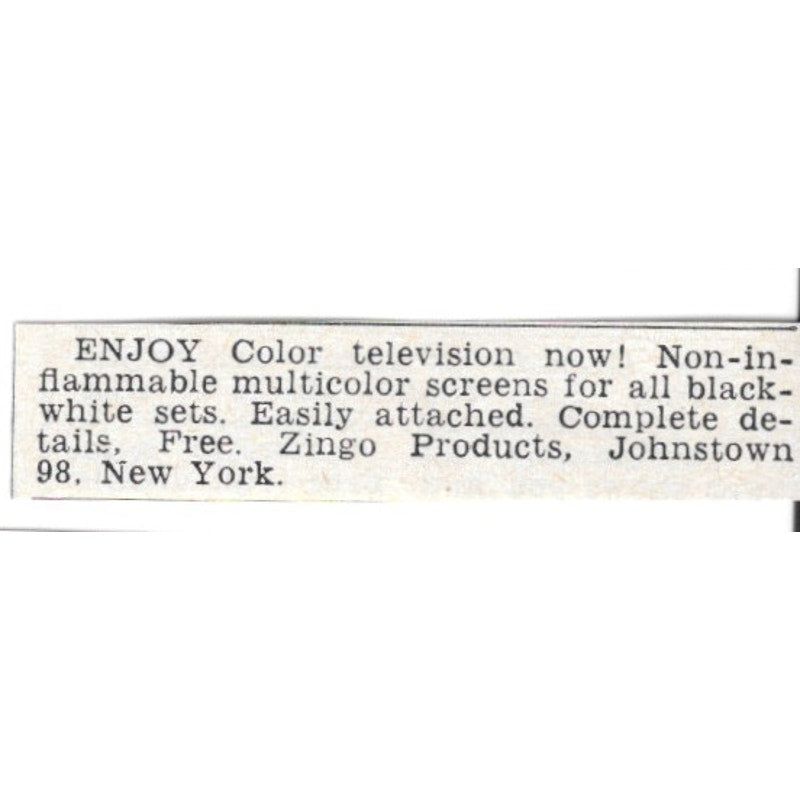 ENJOY Color television now! Non-in-
flammable multicolor screens for all black-
white sets. Easily attached. Complete de-
tails, Free. Zingo Products, Johnstown
98, New York.